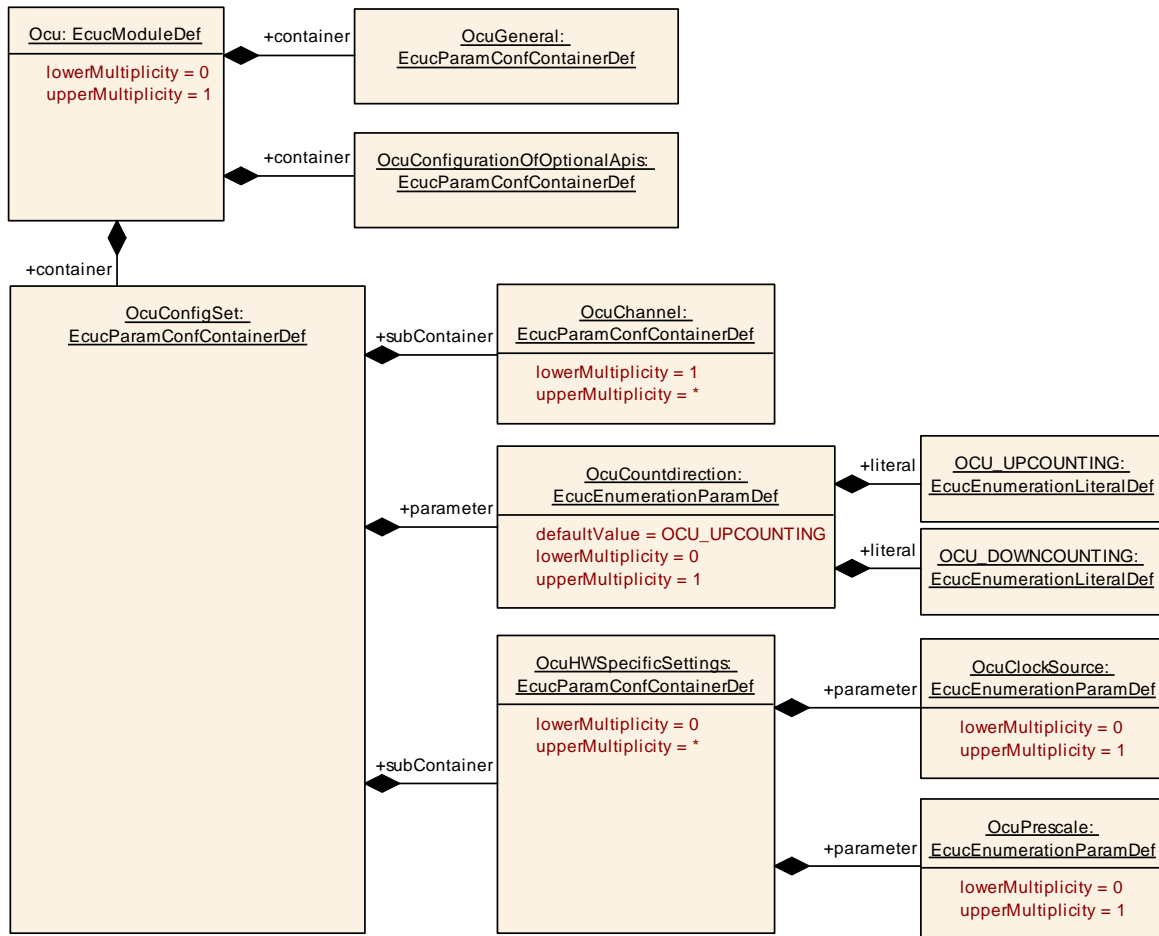 Ocu: EcucModuleDef
lowerMultiplicity = 0
upperMultiplicity = 1
+container
OcuGeneral:
EcucParamConfContainerDef
+container
OcuConfigurationOfOptionalApis:
EcucParamConfContainerDef
+container
OcuConfigSet:
EcucParamConfContainerDef
+subContainer
OcuChannel:
EcucParamConfContainerDef
lowerMultiplicity = 1
upperMultiplicity = *
+parameter
OcuCountdirection:
EcucEnumerationParamDef
defaultValue = OCU_UPCOUNTING
lowerMultiplicity = 0
upperMultiplicity = 1
+literal
OCU_UPCOUNTING:
EcucEnumerationLiteralDef
+literal
OCU_DOWNCOUNTING:
EcucEnumerationLiteralDef
+subContainer
OcuHWSpecificSettings:
EcucParamConfContainerDef
lowerMultiplicity = 0
upperMultiplicity = *
+parameter
OcuClockSource:
EcucEnumerationParamDef
lowerMultiplicity = 0
upperMultiplicity = 1
+parameter
OcuPrescale:
EcucEnumerationParamDef
lowerMultiplicity = 0
upperMultiplicity = 1